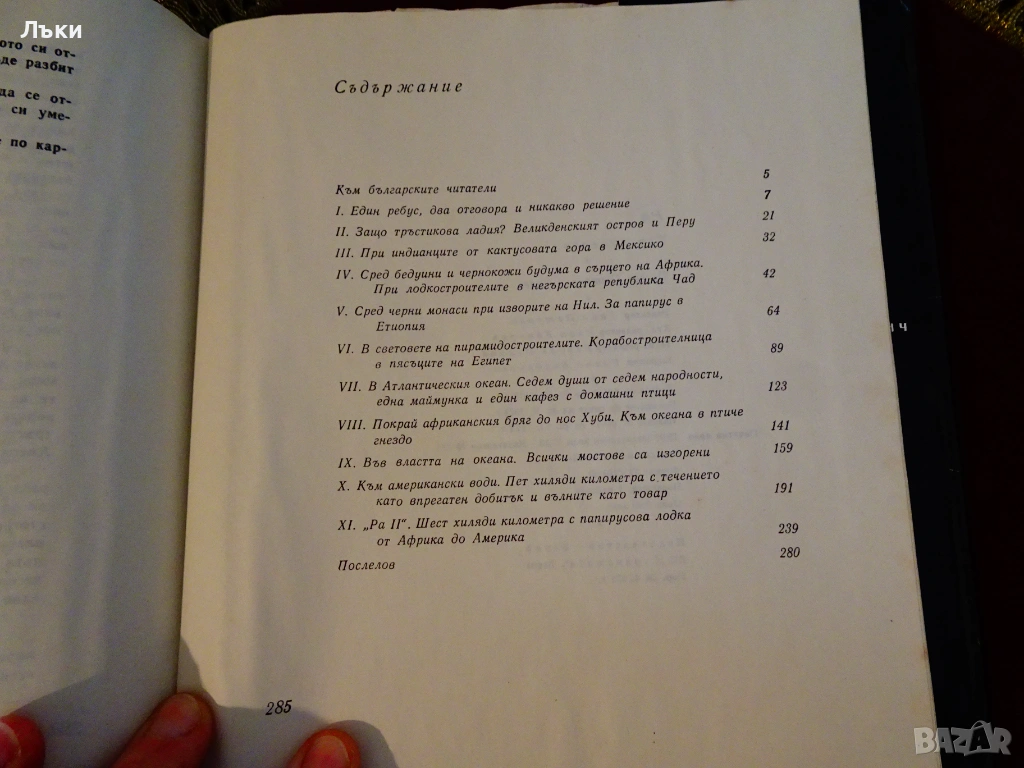 Лъки
ото си от-
де разбит
да се от-
си уме-
е по кар-
Съдържание
Към българските читатели 5
I. Един ребус, два отговора и никакво решение 7
II. Защо тръстикова ладия? Великденският остров и Перу 21
III. При индианците от кактусовата гора в Мексико 32
IV. Сред бедуини и чернокожи будума в сърцето на Африка.
При лодкостроителите в негърската република Чад 42
V. Сред черни монаси при изворите на Нил. За папирус в
Етиопия 64
VI. В световете на пирамидостроителите. Корабостроителница
в пясъците на Египет 89
VII. В Атлантическия океан. Седем души от седем народности,
една маймунка и един кафез с домашни птици 123
VIII. Покрай африканския бряг до нос Хуби. Към океана в птиче
гнездо 141
IX. Във властта на океана. Всички мостове са изгорени 159
X. Към американски води. Пет хиляди километра с течението
като впрегатен добитък и вълните като товар 191
XI. „Ра II“. Шест хиляди километра с папирусова лодка
от Африка до Америка 239
Послелов 280
285
ич
BAZAR